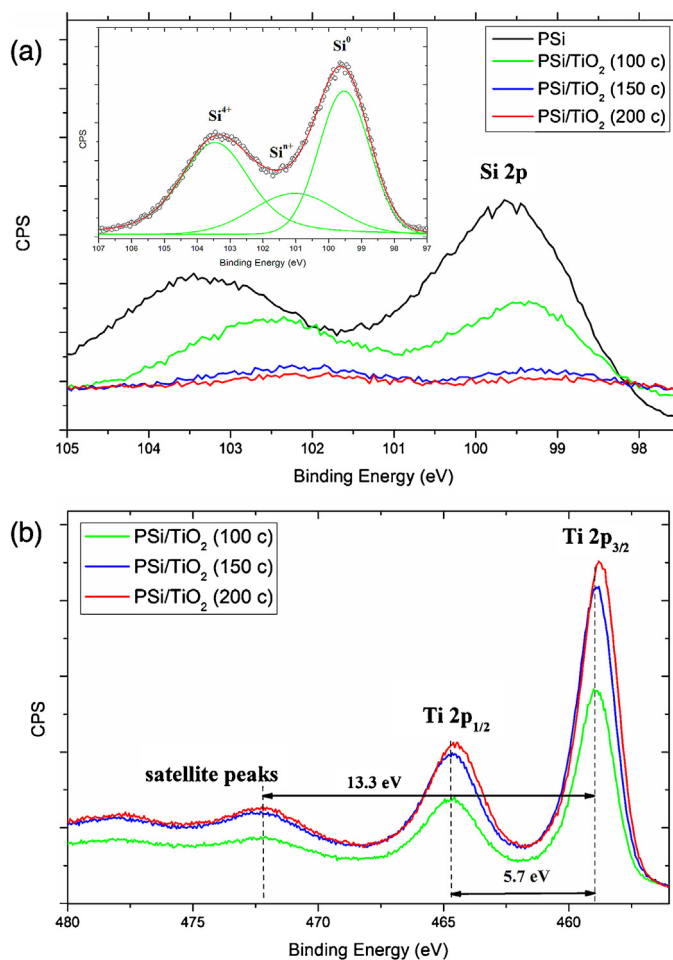 (a)
Si⁰
Si⁴⁺
Siⁿ⁺
CPS
107 106 105 104 103 102 101 100 99 98 97
Binding Energy (eV)
PSi
PSi/TiO₂ (100 c)
PSi/TiO₂ (150 c)
PSi/TiO₂ (200 c)
Si 2p
CPS
105 104 103 102 101 100 99 98
Binding Energy (eV)
(b)
PSi/TiO₂ (100 c)
PSi/TiO₂ (150 c)
PSi/TiO₂ (200 c)
Ti 2p₃/₂
Ti 2p₁/₂
satellite peaks
13.3 eV
5.7 eV
CPS
480 475 470 465 460
Binding Energy (eV)